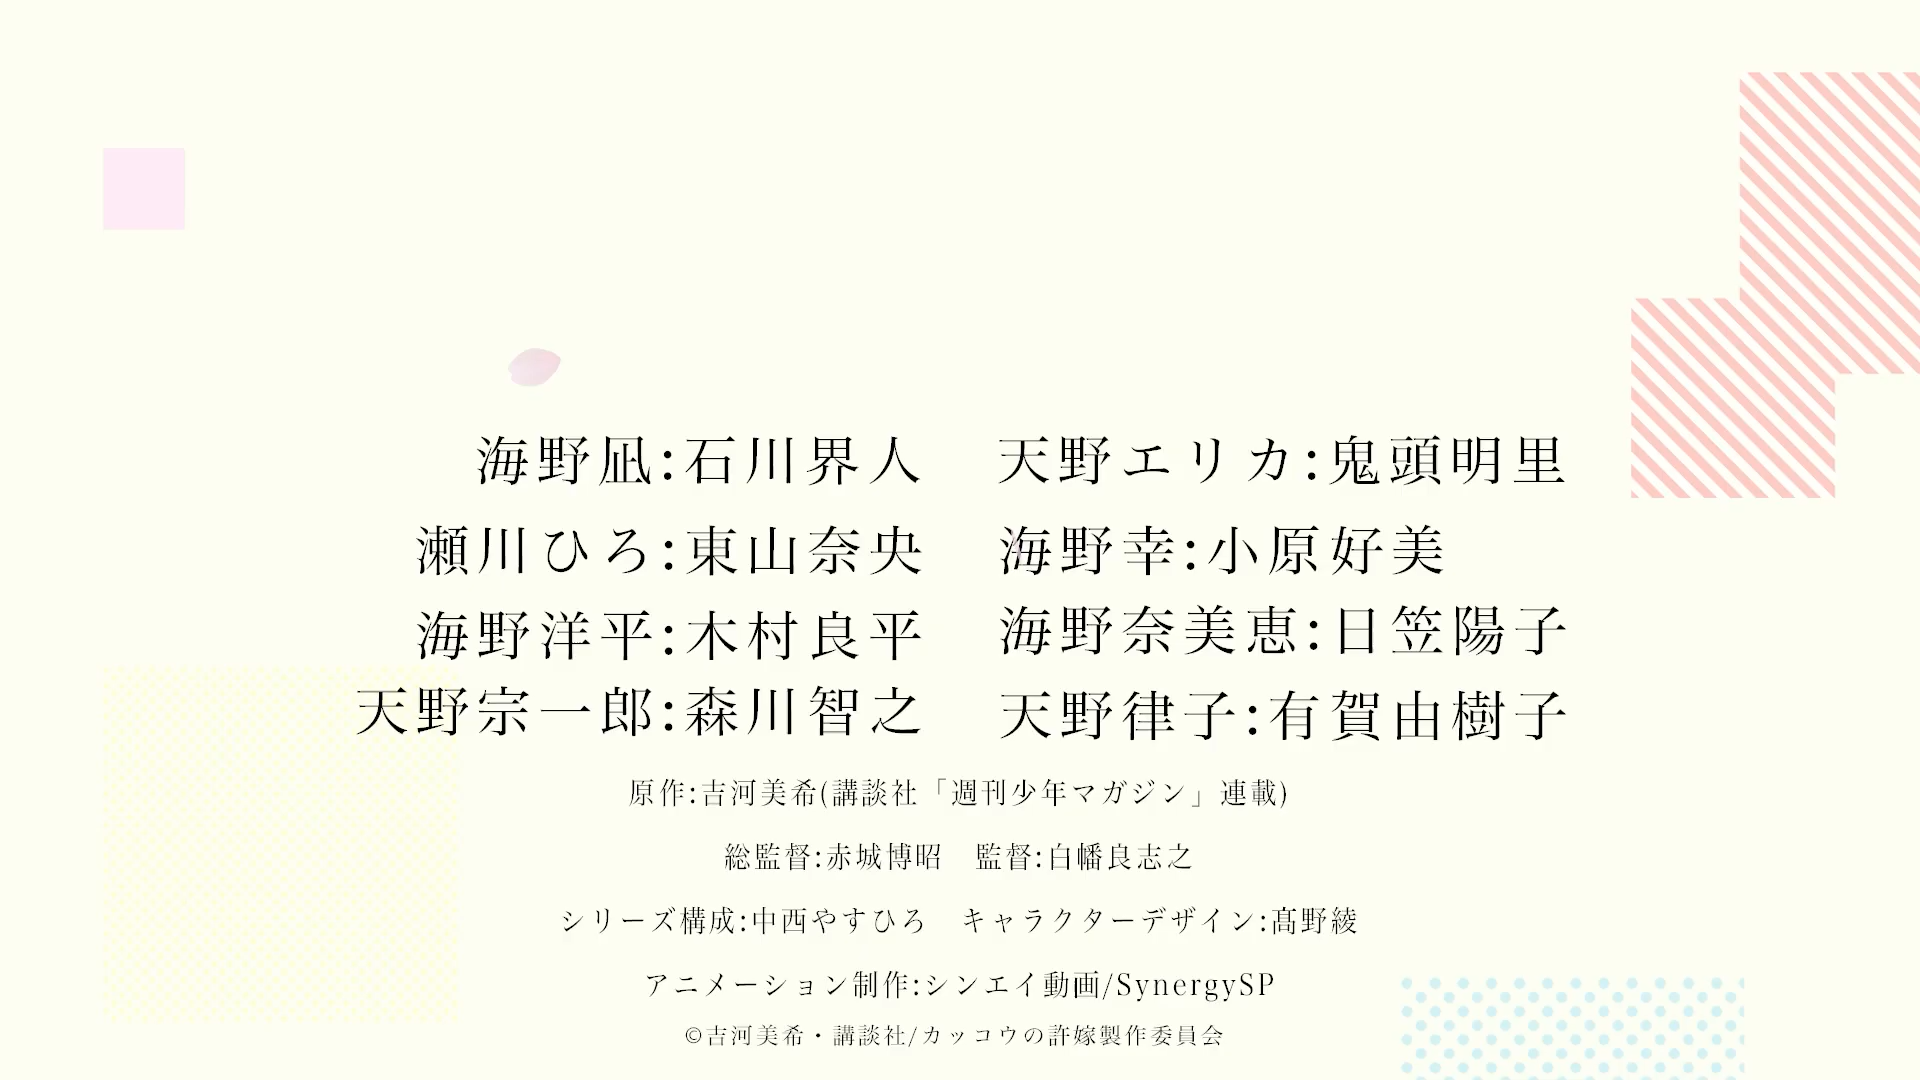 海野凪:石川界人　天野エリカ:鬼頭明里
瀬川ひろ:東山奈央　海野幸:小原好美
海野洋平:木村良平　海野奈美恵:日笠陽子
天野宗一郎:森川智之　天野律子:有賀由樹子
原作:吉河美希(講談社「週刊少年マガジン」連載)
総監督:赤城博昭　監督:白幡良志之
シリーズ構成:中西やすひろ　キャラクターデザイン:髙野綾
アニメーション制作:シンエイ動画/SynergySP
©吉河美希・講談社/カッコウの許嫁製作委員会